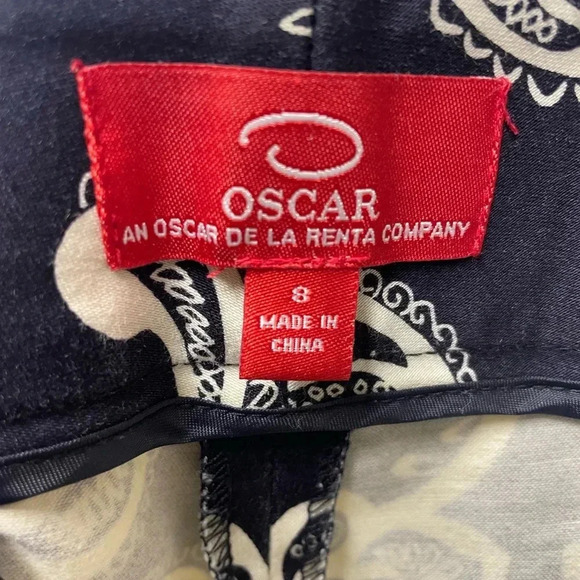 OSCAR
AN OSCAR DE LA RENTA COMPANY
8
MADE IN
CHINA